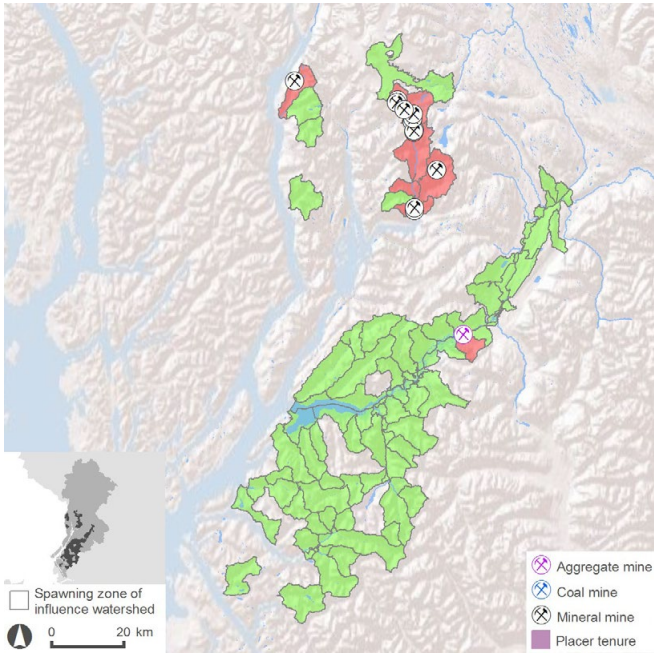 Spawning zone of
influence watershed
0 20 km
Aggregate mine
Coal mine
Mineral mine
Placer tenure